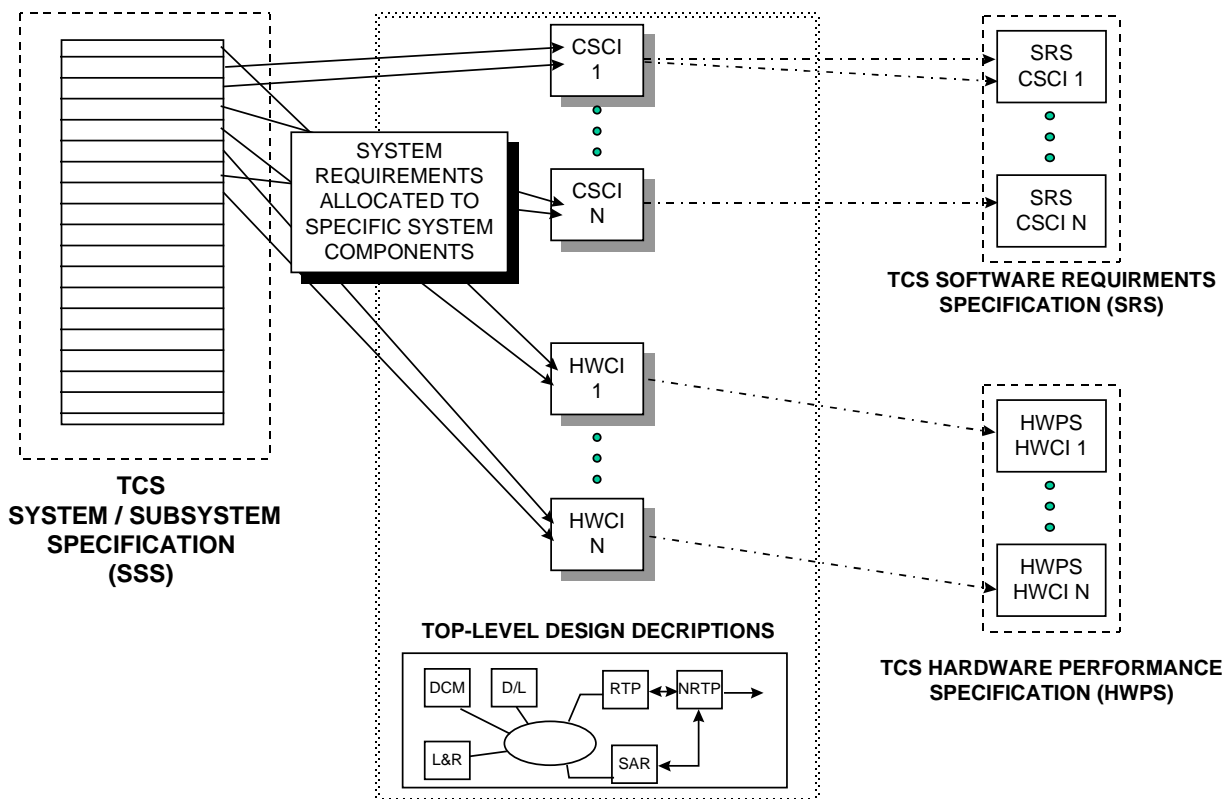 TCS
SYSTEM / SUBSYSTEM
SPECIFICATION
(SSS)
SYSTEM
REQUIREMENTS
ALLOCATED TO
SPECIFIC SYSTEM
COMPONENTS
CSCI
1
CSCI
N
HWCI
1
HWCI
N
TOP-LEVEL DESIGN DECRIPTIONS
DCM
D/L
RTP
NRTP
L&R
SAR
SRS
CSCI 1
SRS
CSCI N
TCS SOFTWARE REQUIRMENTS
SPECIFICATION (SRS)
HWPS
HWCI 1
HWPS
HWCI N
TCS HARDWARE PERFORMANCE
SPECIFICATION (HWPS)